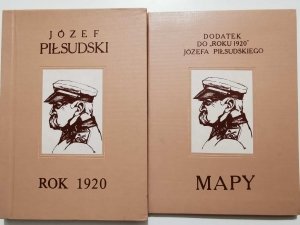 JÓZEF
PIŁSUDSKI
ROK 1920
DODATEK
DO „ROKU 1920"
JÓZEFA PIŁSUDSKIEGO
MAPY